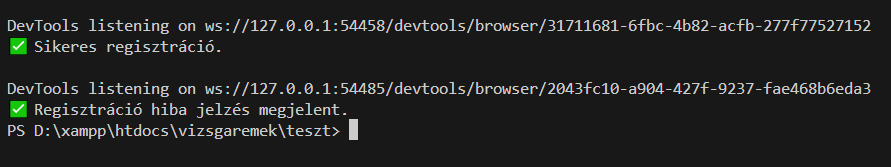 DevTools listening on ws://127.0.0.1:54458/devtools/browser/31711681-6fbc-4b82-acfb-277f77527152
✅ Sikeres regisztráció.
DevTools listening on ws://127.0.0.1:54485/devtools/browser/2043fc10-a904-427f-9237-fae468b6eda3
✅ Regisztráció hiba jelzés megjelent.
PS D:\xampp\htdocs\vizsgaremek\teszt>